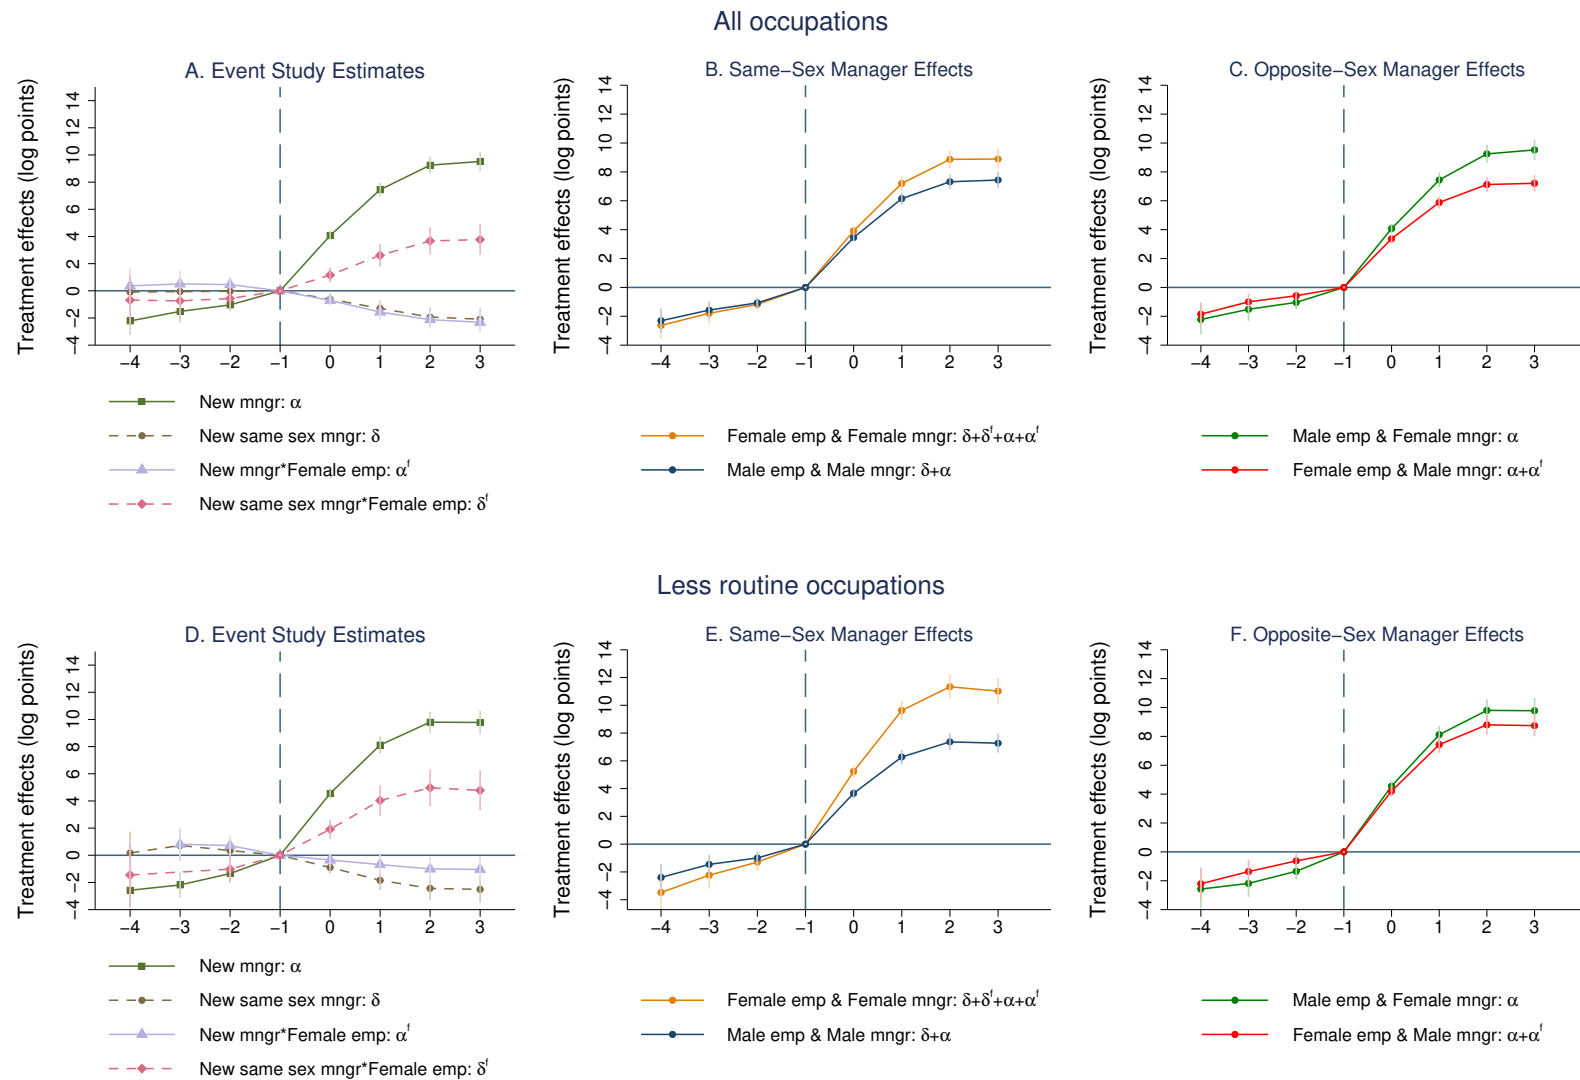 All occupations
A. Event Study Estimates
Treatment effects (log points)
14
12
10
8
6
4
2
0
−2
−4
−4 −3 −2 −1 0 1 2 3
New mngr: α
New same sex mngr: δ
New mngr*Female emp: αᶠ
New same sex mngr*Female emp: δᶠ
B. Same−Sex Manager Effects
Treatment effects (log points)
14
12
10
8
6
4
2
0
−2
−4
−4 −3 −2 −1 0 1 2 3
Female emp & Female mngr: δ+δᶠ+α+αᶠ
Male emp & Male mngr: δ+α
C. Opposite−Sex Manager Effects
Treatment effects (log points)
14
12
10
8
6
4
2
0
−2
−4
−4 −3 −2 −1 0 1 2 3
Male emp & Female mngr: α
Female emp & Male mngr: α+αᶠ
Less routine occupations
D. Event Study Estimates
Treatment effects (log points)
14
12
10
8
6
4
2
0
−2
−4
−4 −3 −2 −1 0 1 2 3
New mngr: α
New same sex mngr: δ
New mngr*Female emp: αᶠ
New same sex mngr*Female emp: δᶠ
E. Same−Sex Manager Effects
Treatment effects (log points)
14
12
10
8
6
4
2
0
−2
−4
−4 −3 −2 −1 0 1 2 3
Female emp & Female mngr: δ+δᶠ+α+αᶠ
Male emp & Male mngr: δ+α
F. Opposite−Sex Manager Effects
Treatment effects (log points)
14
12
10
8
6
4
2
0
−2
−4
−4 −3 −2 −1 0 1 2 3
Male emp & Female mngr: α
Female emp & Male mngr: α+αᶠ